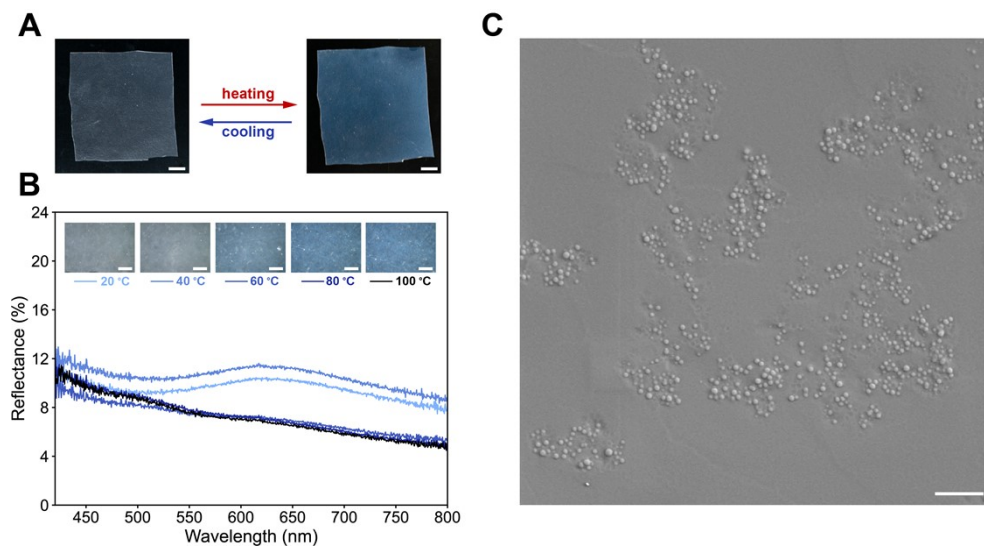 A
heating
cooling
B
24
20
16
12
8
4
0
20 °C
40 °C
60 °C
80 °C
100 °C
Reflectance (%)
450
500
550
600
650
700
750
800
Wavelength (nm)
C